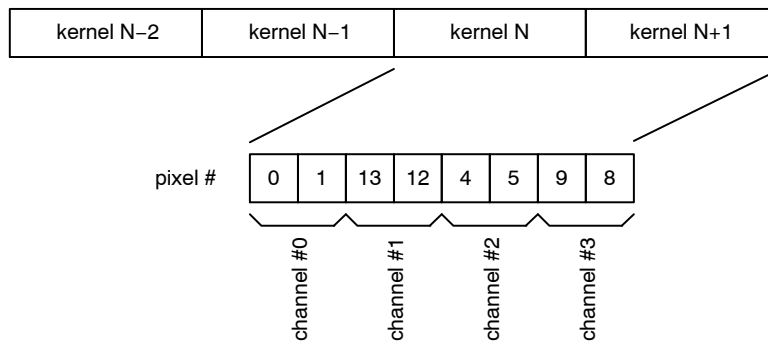 kernel N−2 kernel N−1 kernel N kernel N+1
pixel # 0 1 13 12 4 5 9 8
channel #0
channel #1
channel #2
channel #3